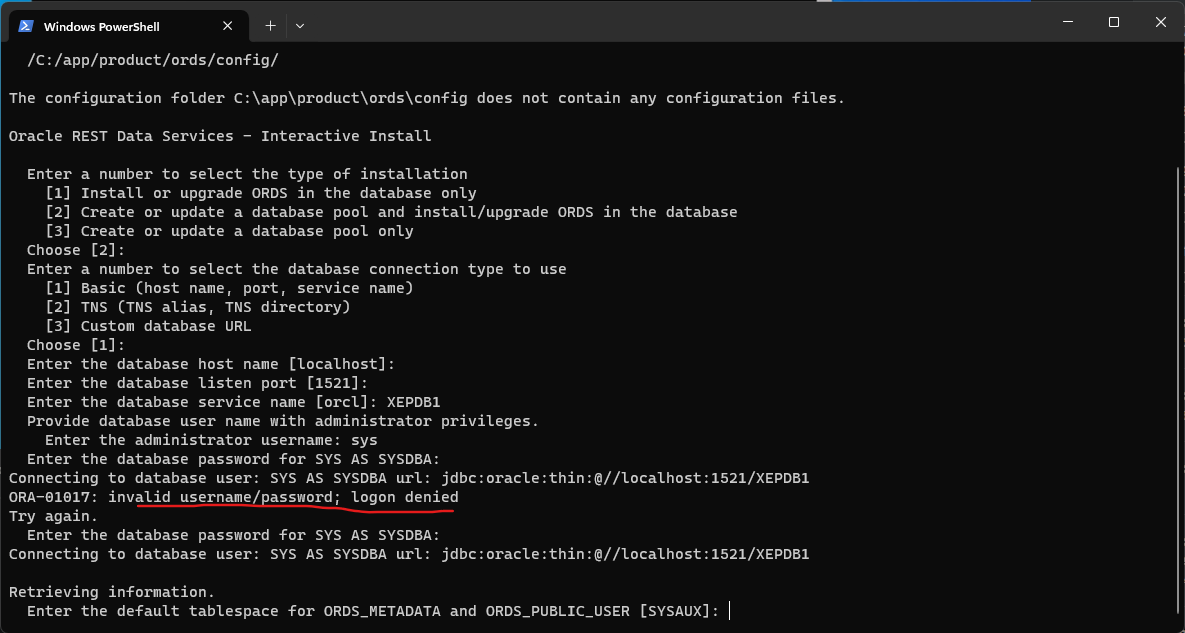 Windows PowerShell
/C:/app/product/ords/config/
The configuration folder C:\app\product\ords\config does not contain any configuration files.
Oracle REST Data Services - Interactive Install
Enter a number to select the type of installation
[1] Install or upgrade ORDS in the database only
[2] Create or update a database pool and install/upgrade ORDS in the database
[3] Create or update a database pool only
Choose [2]:
Enter a number to select the database connection type to use
[1] Basic (host name, port, service name)
[2] TNS (TNS alias, TNS directory)
[3] Custom database URL
Choose [1]:
Enter the database host name [localhost]:
Enter the database listen port [1521]:
Enter the database service name [orcl]: XEPDB1
Provide database user name with administrator privileges.
Enter the administrator username: sys
Enter the database password for SYS AS SYSDBA:
Connecting to database user: SYS AS SYSDBA url: jdbc:oracle:thin:@//localhost:1521/XEPDB1
ORA-01017: invalid username/password; logon denied
Try again.
Enter the database password for SYS AS SYSDBA:
Connecting to database user: SYS AS SYSDBA url: jdbc:oracle:thin:@//localhost:1521/XEPDB1
Retrieving information.
Enter the default tablespace for ORDS_METADATA and ORDS_PUBLIC_USER [SYSAUX]: